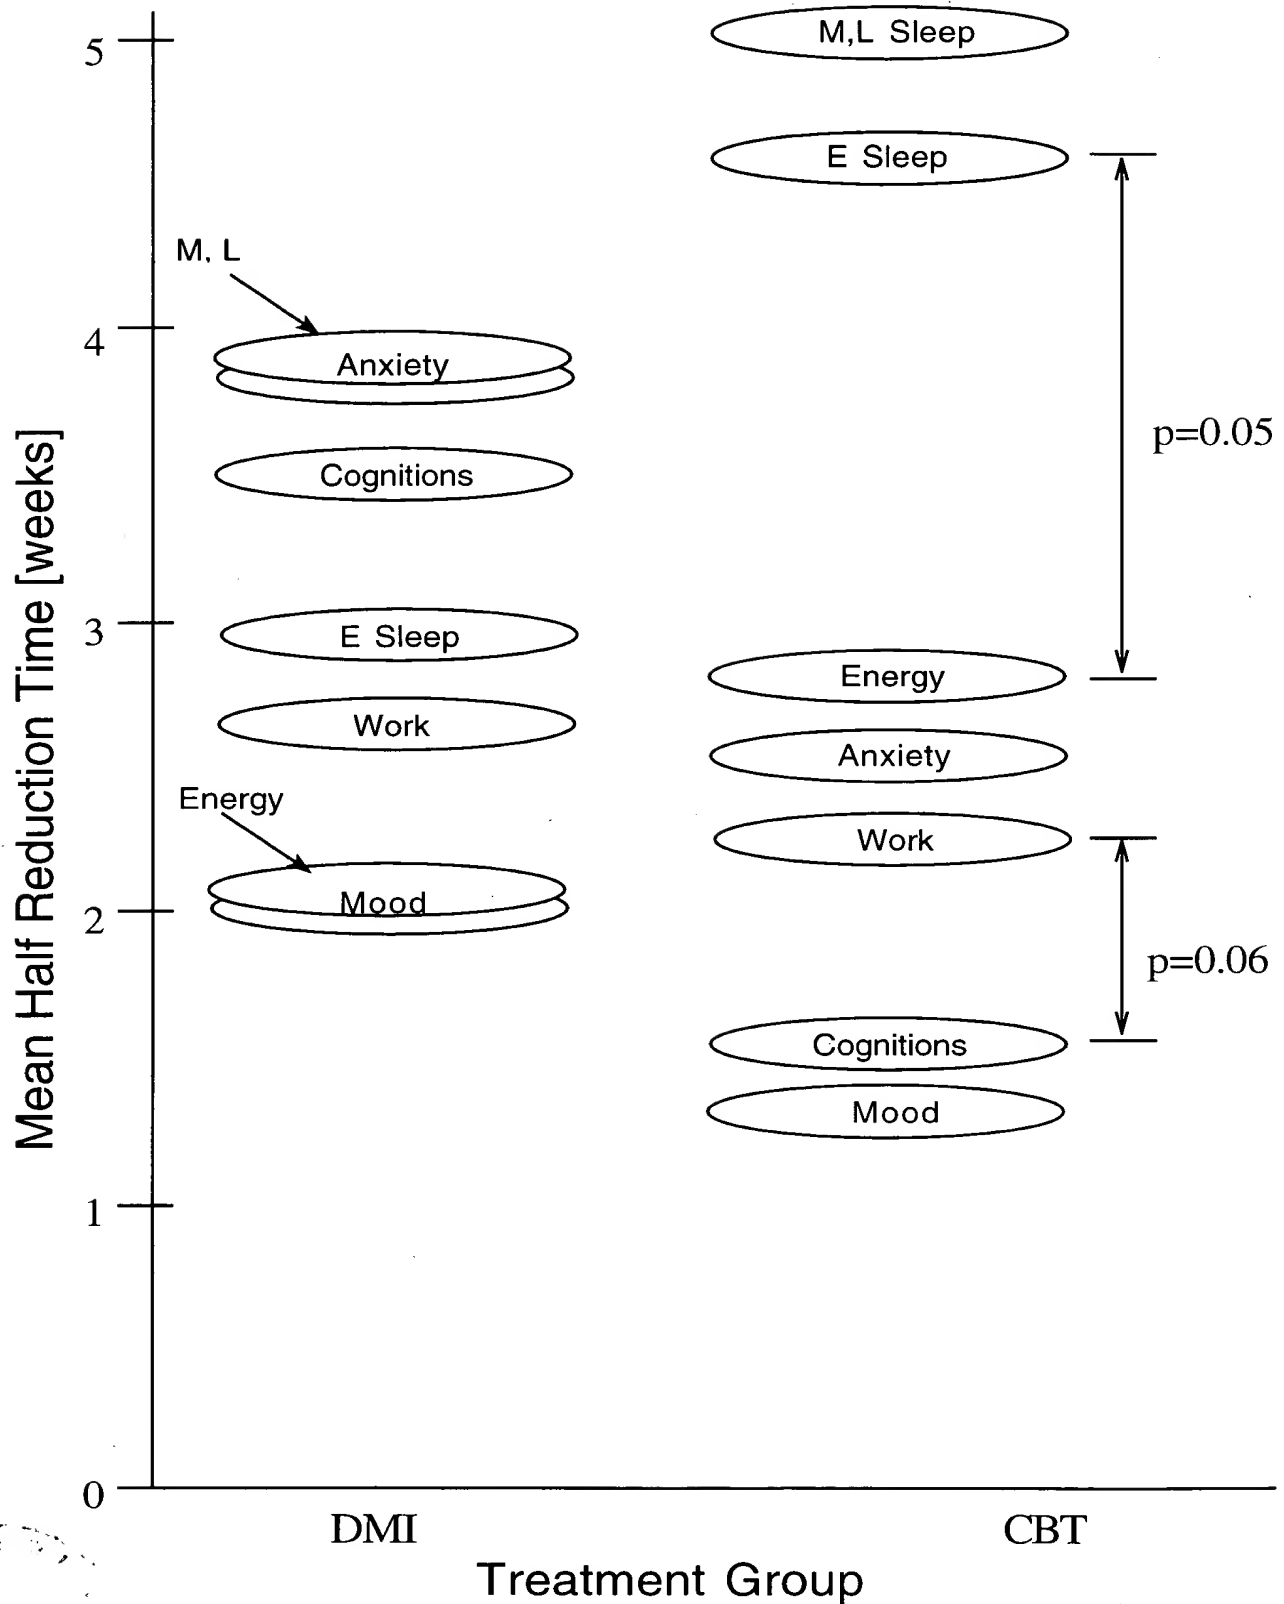 Mean Half Reduction Time [weeks]
5
4
3
2
1
0
M, L
Anxiety
Cognitions
E Sleep
Work
Energy
Mood
M,L Sleep
E Sleep
Energy
Anxiety
Work
Cognitions
Mood
p=0.05
p=0.06
DMI
CBT
Treatment Group